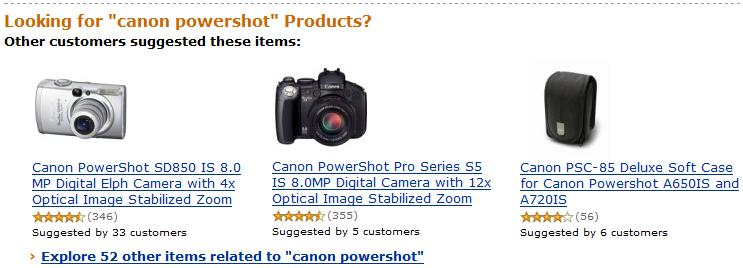 Looking for "canon powershot" Products?
Other customers suggested these items:
Canon PowerShot SD850 IS 8.0
MP Digital Elph Camera with 4x
Optical Image Stabilized Zoom
(346)
Suggested by 33 customers
Canon PowerShot Pro Series S5
IS 8.0MP Digital Camera with 12x
Optical Image Stabilized Zoom
(355)
Suggested by 5 customers
Canon PSC-85 Deluxe Soft Case
for Canon Powershot A650IS and
A720IS
(56)
Suggested by 6 customers
› Explore 52 other items related to "canon powershot"